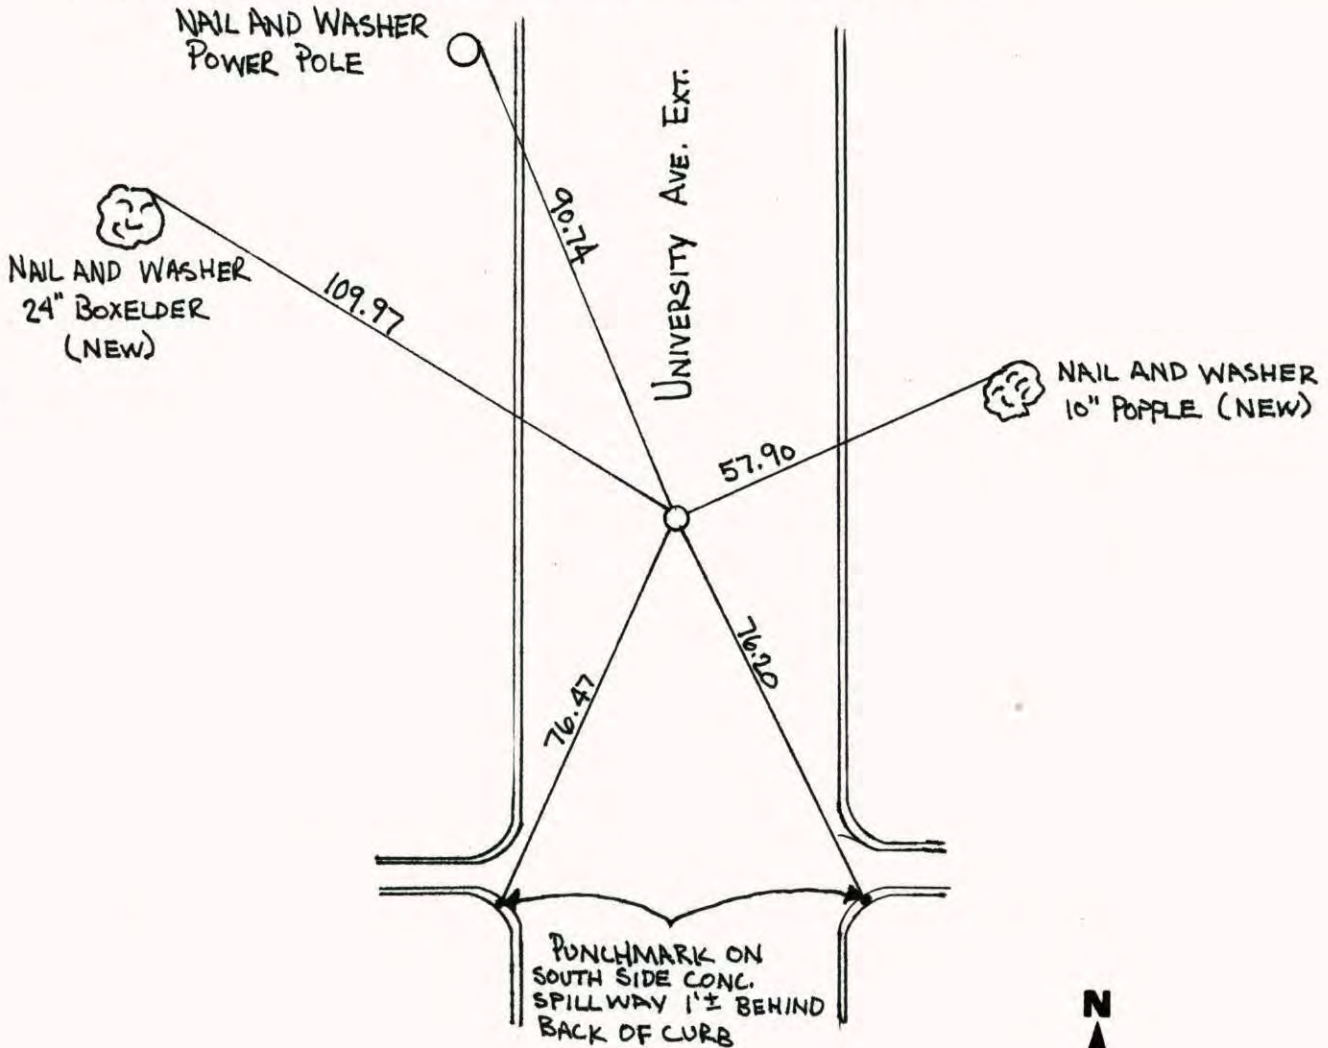 NAIL AND WASHER
POWER POLE
UNIVERSITY AVE. EXT.
90.74
NAIL AND WASHER
24" BOXELDER
(NEW)
109.97
NAIL AND WASHER
10" POPPLE (NEW)
57.90
76.47
76.20
PUNCHMARK ON
SOUTH SIDE CONC.
SPILLWAY 1'± BEHIND
BACK OF CURB
N